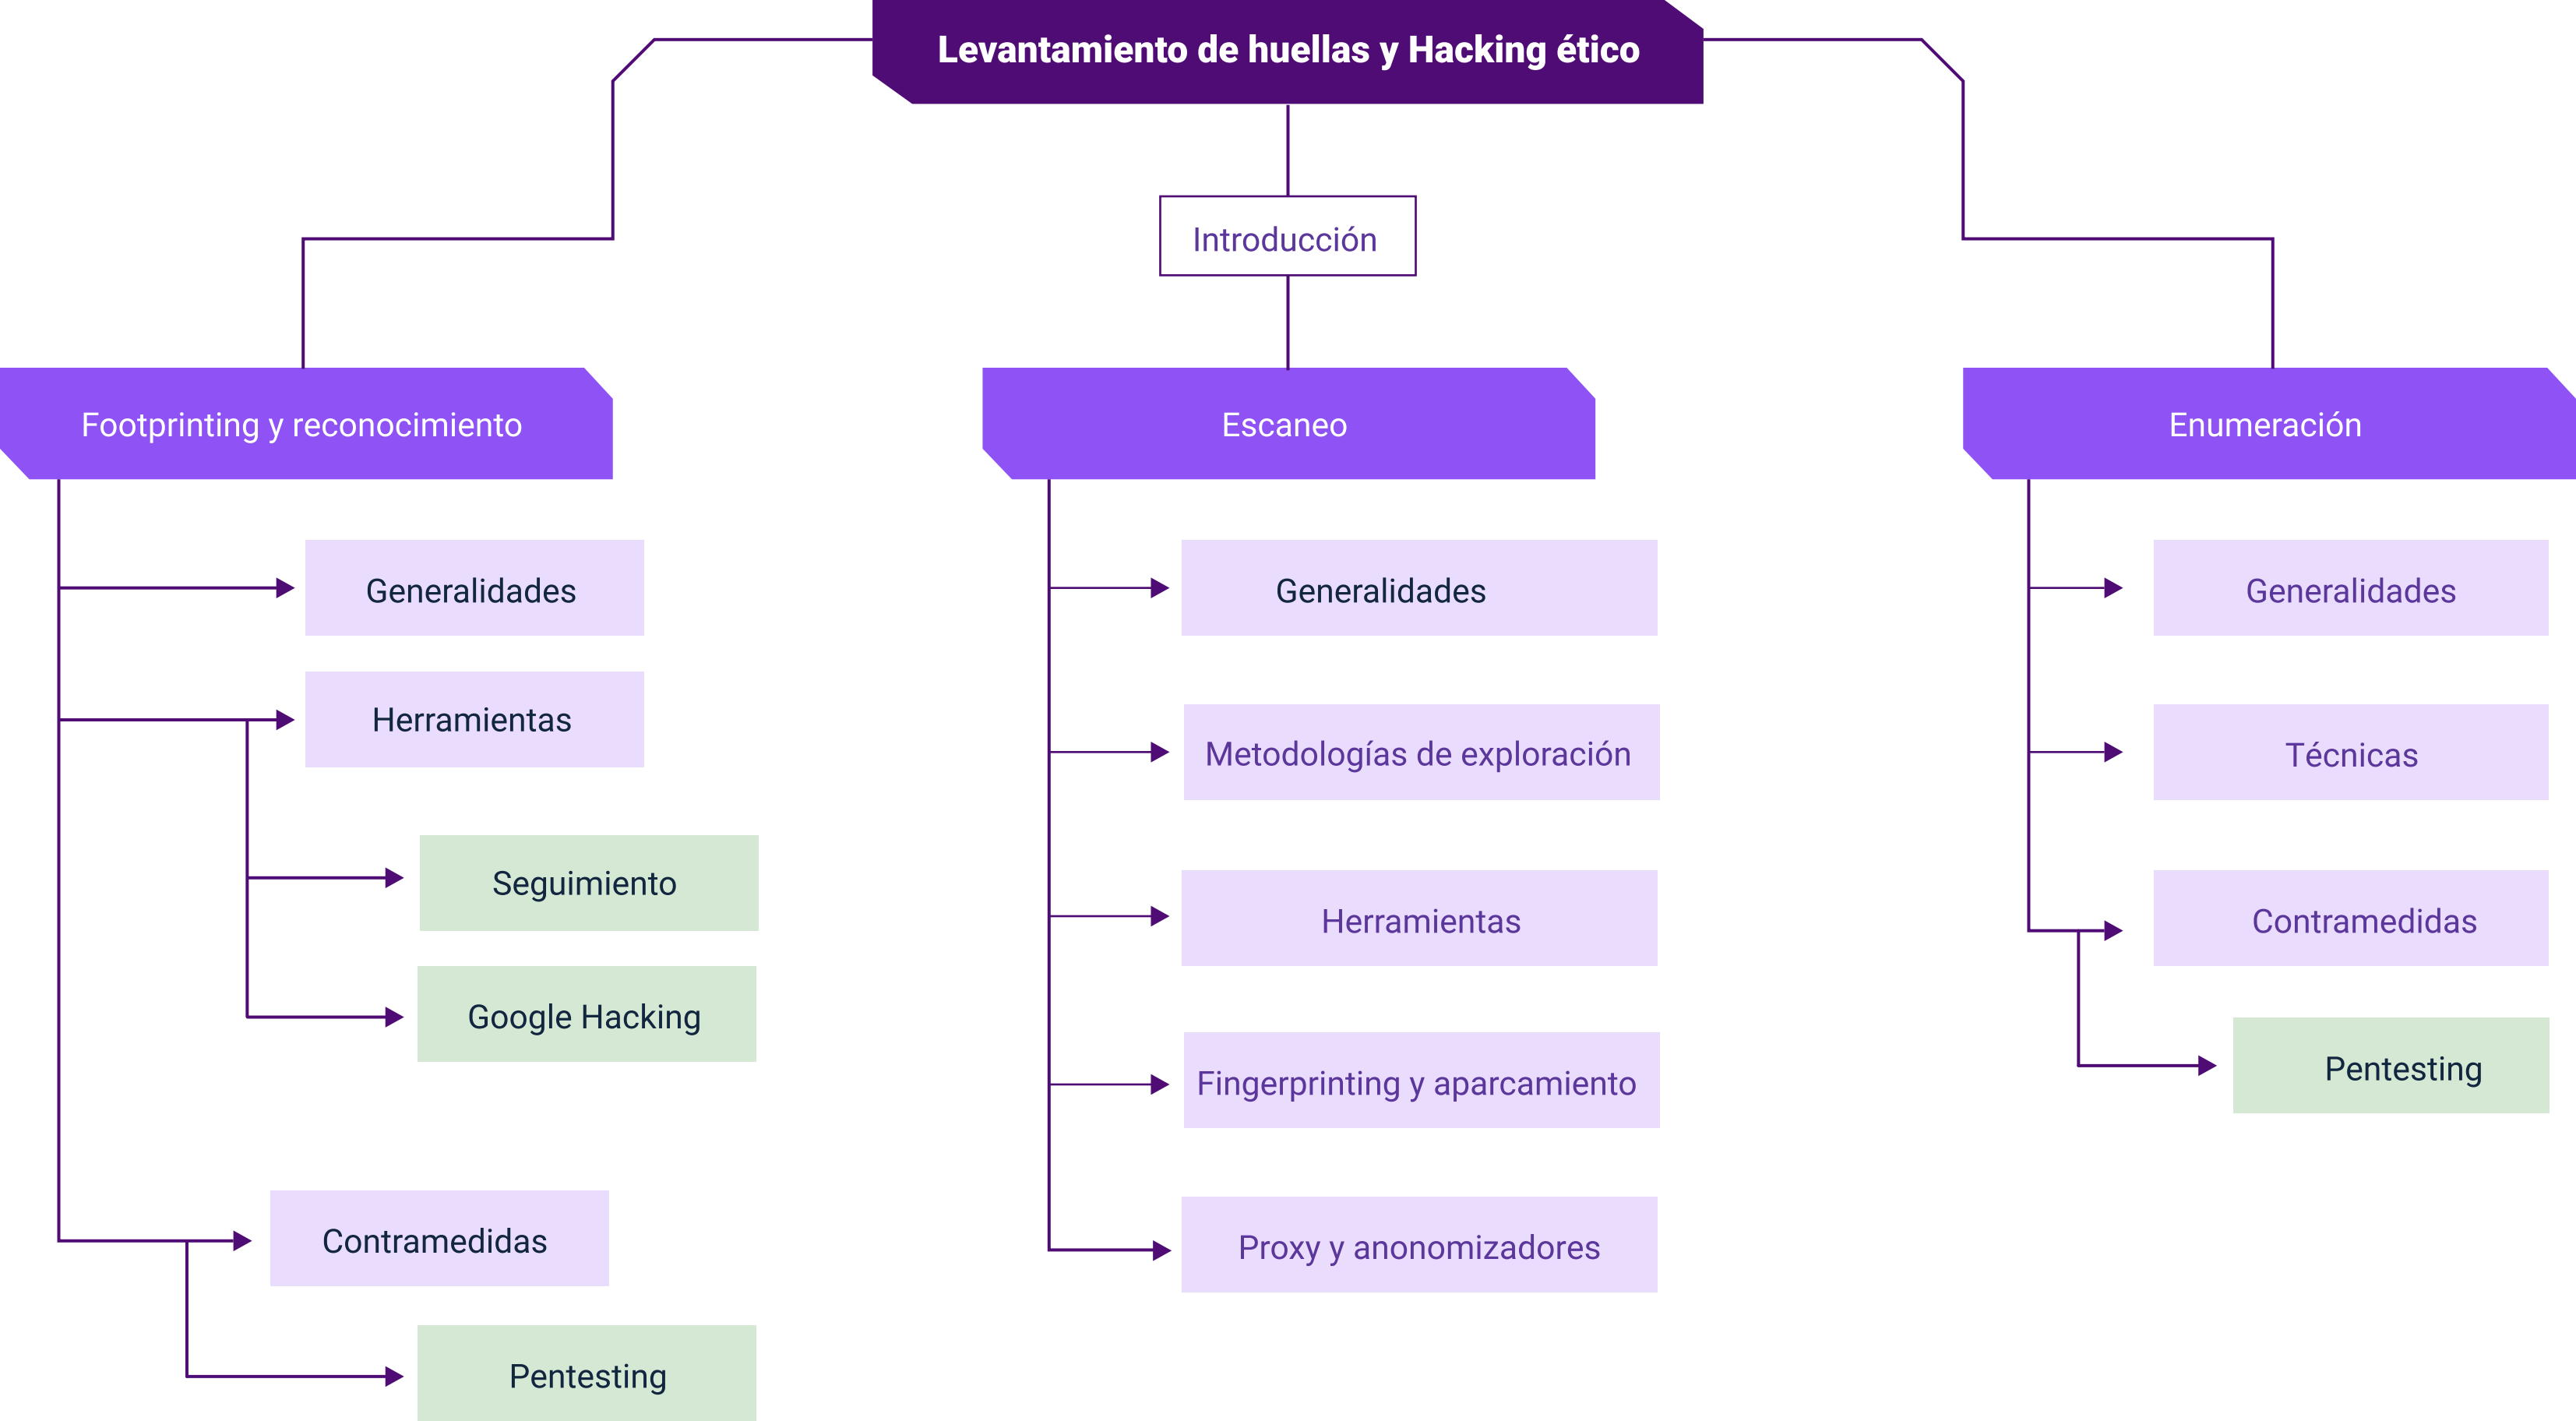 Levantamiento de huellas y Hacking ético
Introducción
Footprinting y reconocimiento
Generalidades
Herramientas
Seguimiento
Google Hacking
Contramedidas
Pentesting
Escaneo
Generalidades
Metodologías de exploración
Herramientas
Fingerprinting y aparcamiento
Proxy y anonomizadores
Enumeración
Generalidades
Técnicas
Contramedidas
Pentesting